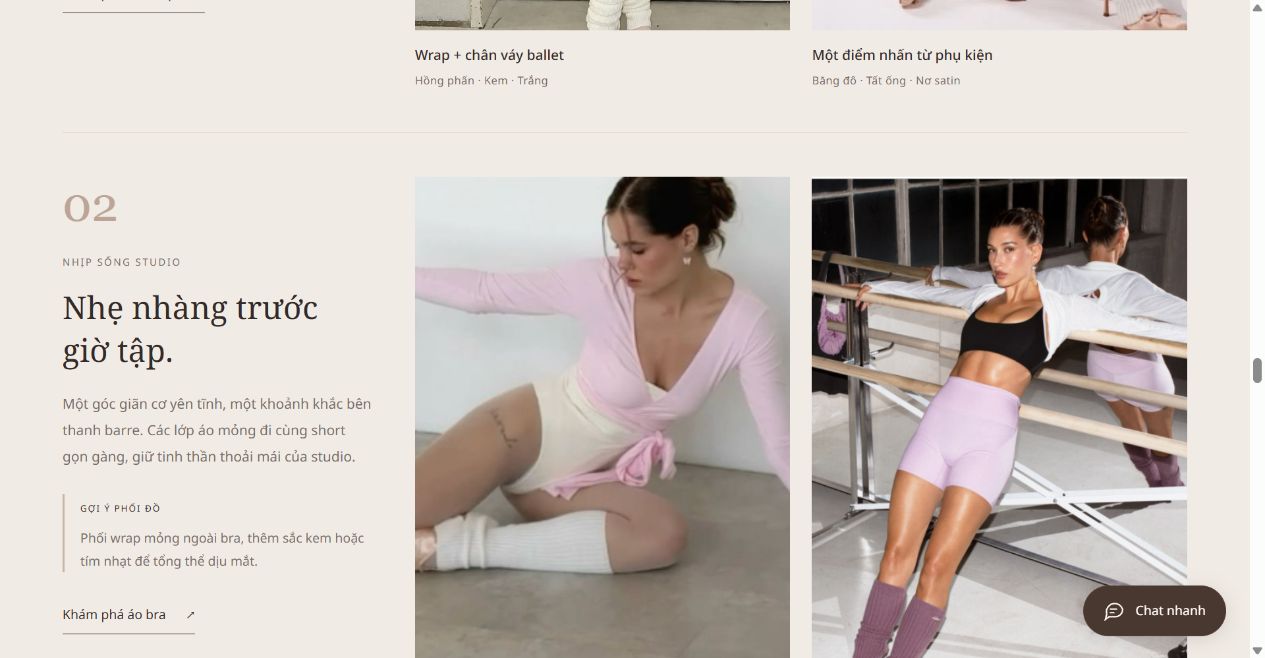 Wrap + chân váy ballet
Hồng phấn · Kem · Trắng
Một điểm nhấn từ phụ kiện
Băng đô · Tất ống · Nơ satin
02
NHỊP SỐNG STUDIO
Nhẹ nhàng trước
giờ tập.
Một góc giãn cơ yên tĩnh, một khoảnh khắc bên
thanh barre. Các lớp áo mỏng đi cùng short
gọn gàng, giữ tinh thần thoải mái của studio.
GỢI Ý PHỐI ĐỒ
Phối wrap mỏng ngoài bra, thêm sắc kem hoặc
tím nhạt để tổng thể dịu mắt.
Khám phá áo bra ↗
Chat nhanh